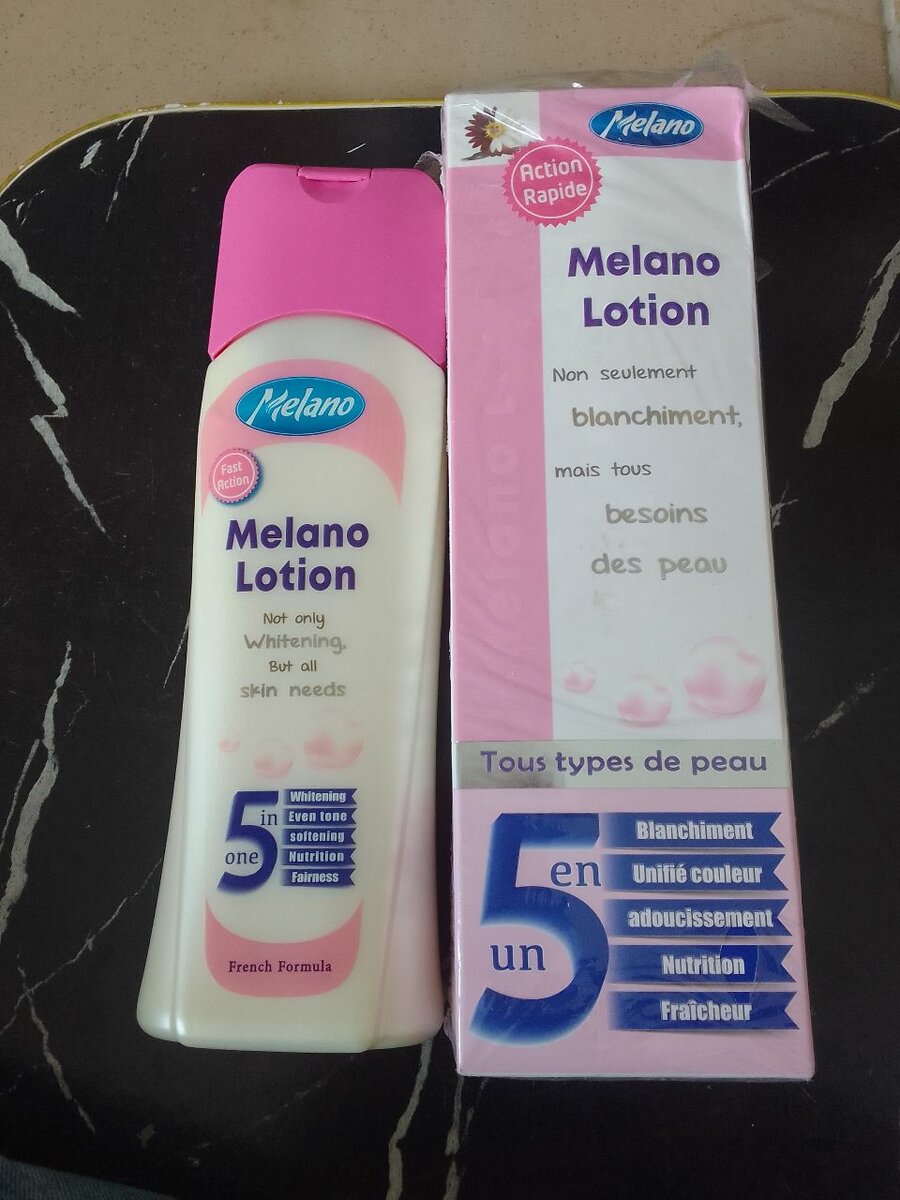 Melano
Fast
Action
Melano
Lotion
Not only
Whitening,
But all
skin needs
5 in
one
Whitening
Even tone
softening
Nutrition
Fairness
French Formula
Melano
Action
Rapide
Melano
Lotion
Non seulement
blanchiment,
mais tous
besoins
des peau
Tous types de peau
5 en
un
Blanchiment
Unifié couleur
adoucissement
Nutrition
Fraîcheur